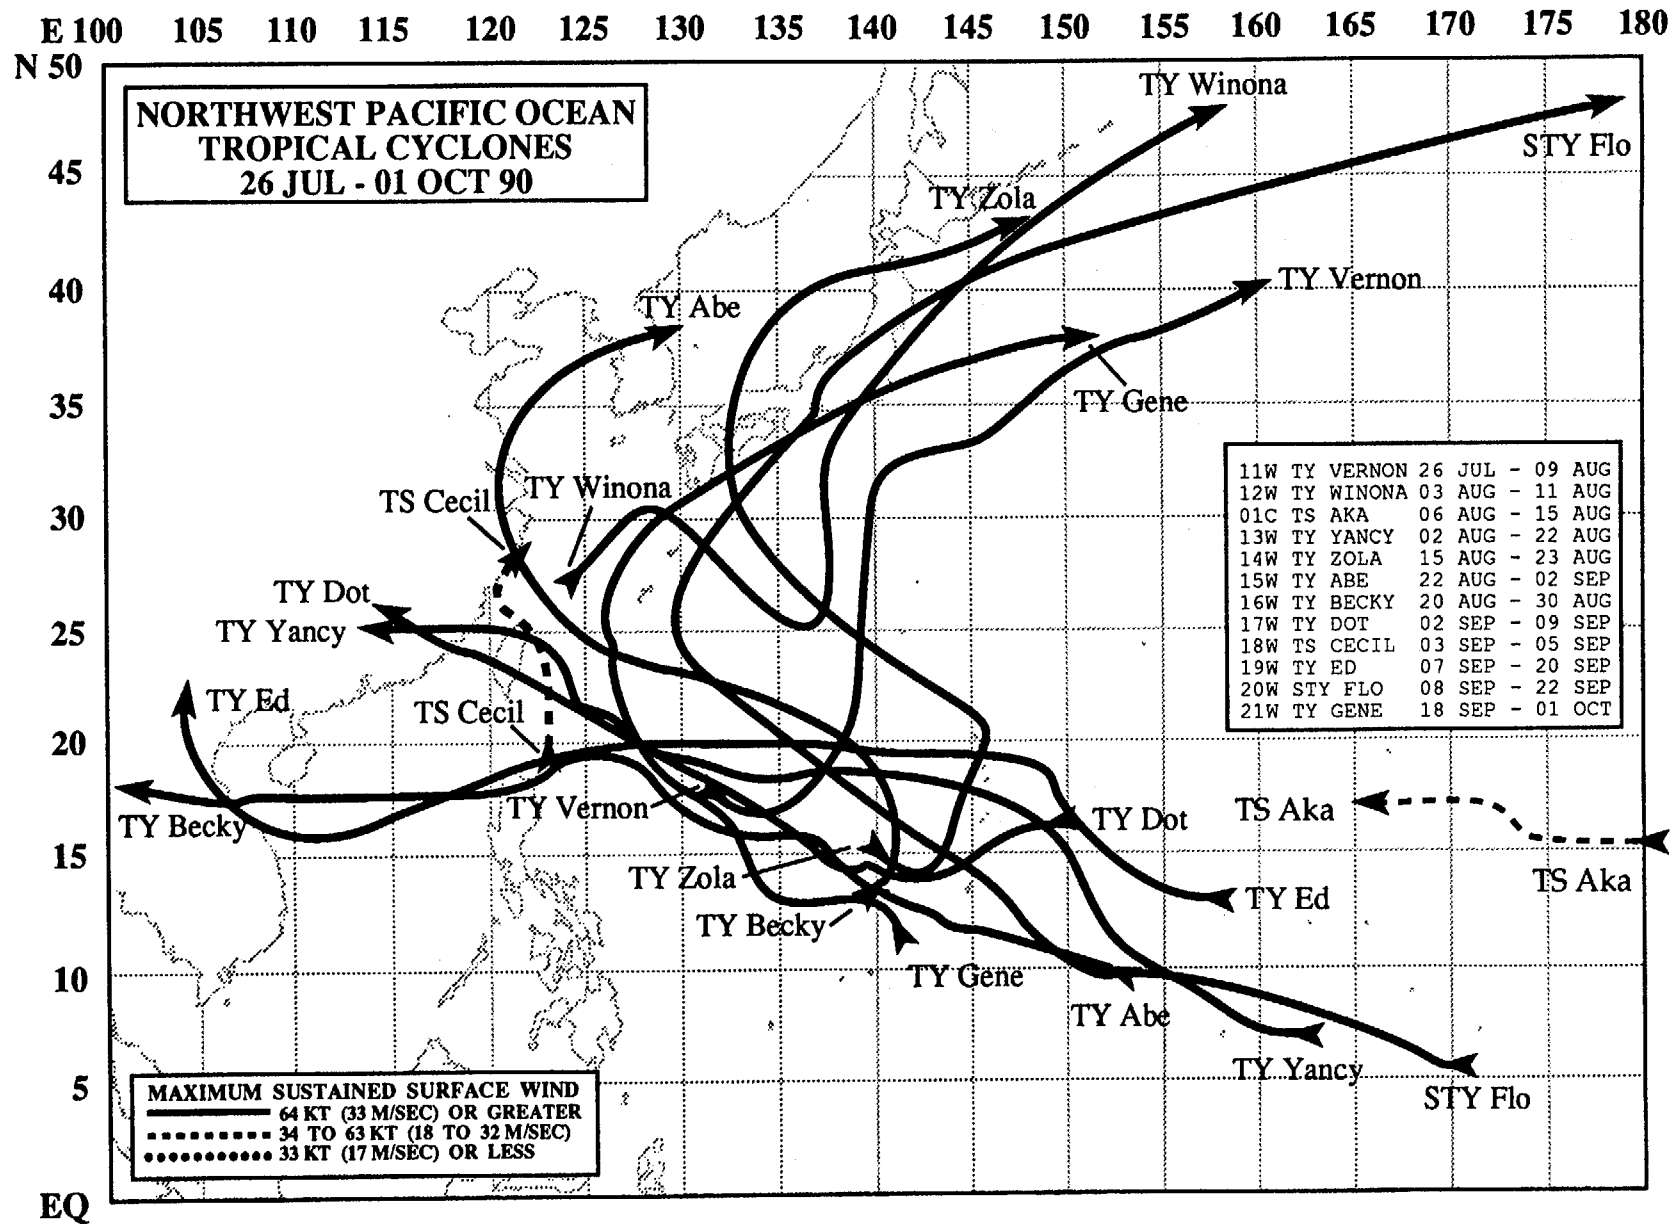 E 100 105 110 115 120 125 130 135 140 145 150 155 160 165 170 175 180
N 50
NORTHWEST PACIFIC OCEAN
TROPICAL CYCLONES
26 JUL - 01 OCT 90
TY Winona
STY Flo
45
TY Zola
40
TY Abe
TY Vernon
35
TY Gene
11W TY VERNON 26 JUL - 09 AUG
12W TY WINONA 03 AUG - 11 AUG
01C TS AKA 06 AUG - 15 AUG
13W TY YANCY 02 AUG - 22 AUG
14W TY ZOLA 15 AUG - 23 AUG
15W TY ABE 22 AUG - 02 SEP
16W TY BECKY 20 AUG - 30 AUG
17W TY DOT 02 SEP - 09 SEP
18W TS CECIL 03 SEP - 05 SEP
19W TY ED 07 SEP - 20 SEP
20W STY FLO 08 SEP - 22 SEP
21W TY GENE 18 SEP - 01 OCT
TS Cecil
TY Winona
30
TY Dot
TY Yancy
25
TY Ed
TS Cecil
20
TY Vernon
TY Becky
TY Dot
TS Aka
15
TY Zola
TS Aka
TY Ed
TY Becky
TY Gene
10
TY Abe
TY Yancy
STY Flo
5
MAXIMUM SUSTAINED SURFACE WIND
64 KT (33 M/SEC) OR GREATER
34 TO 63 KT (18 TO 32 M/SEC)
33 KT (17 M/SEC) OR LESS
EQ